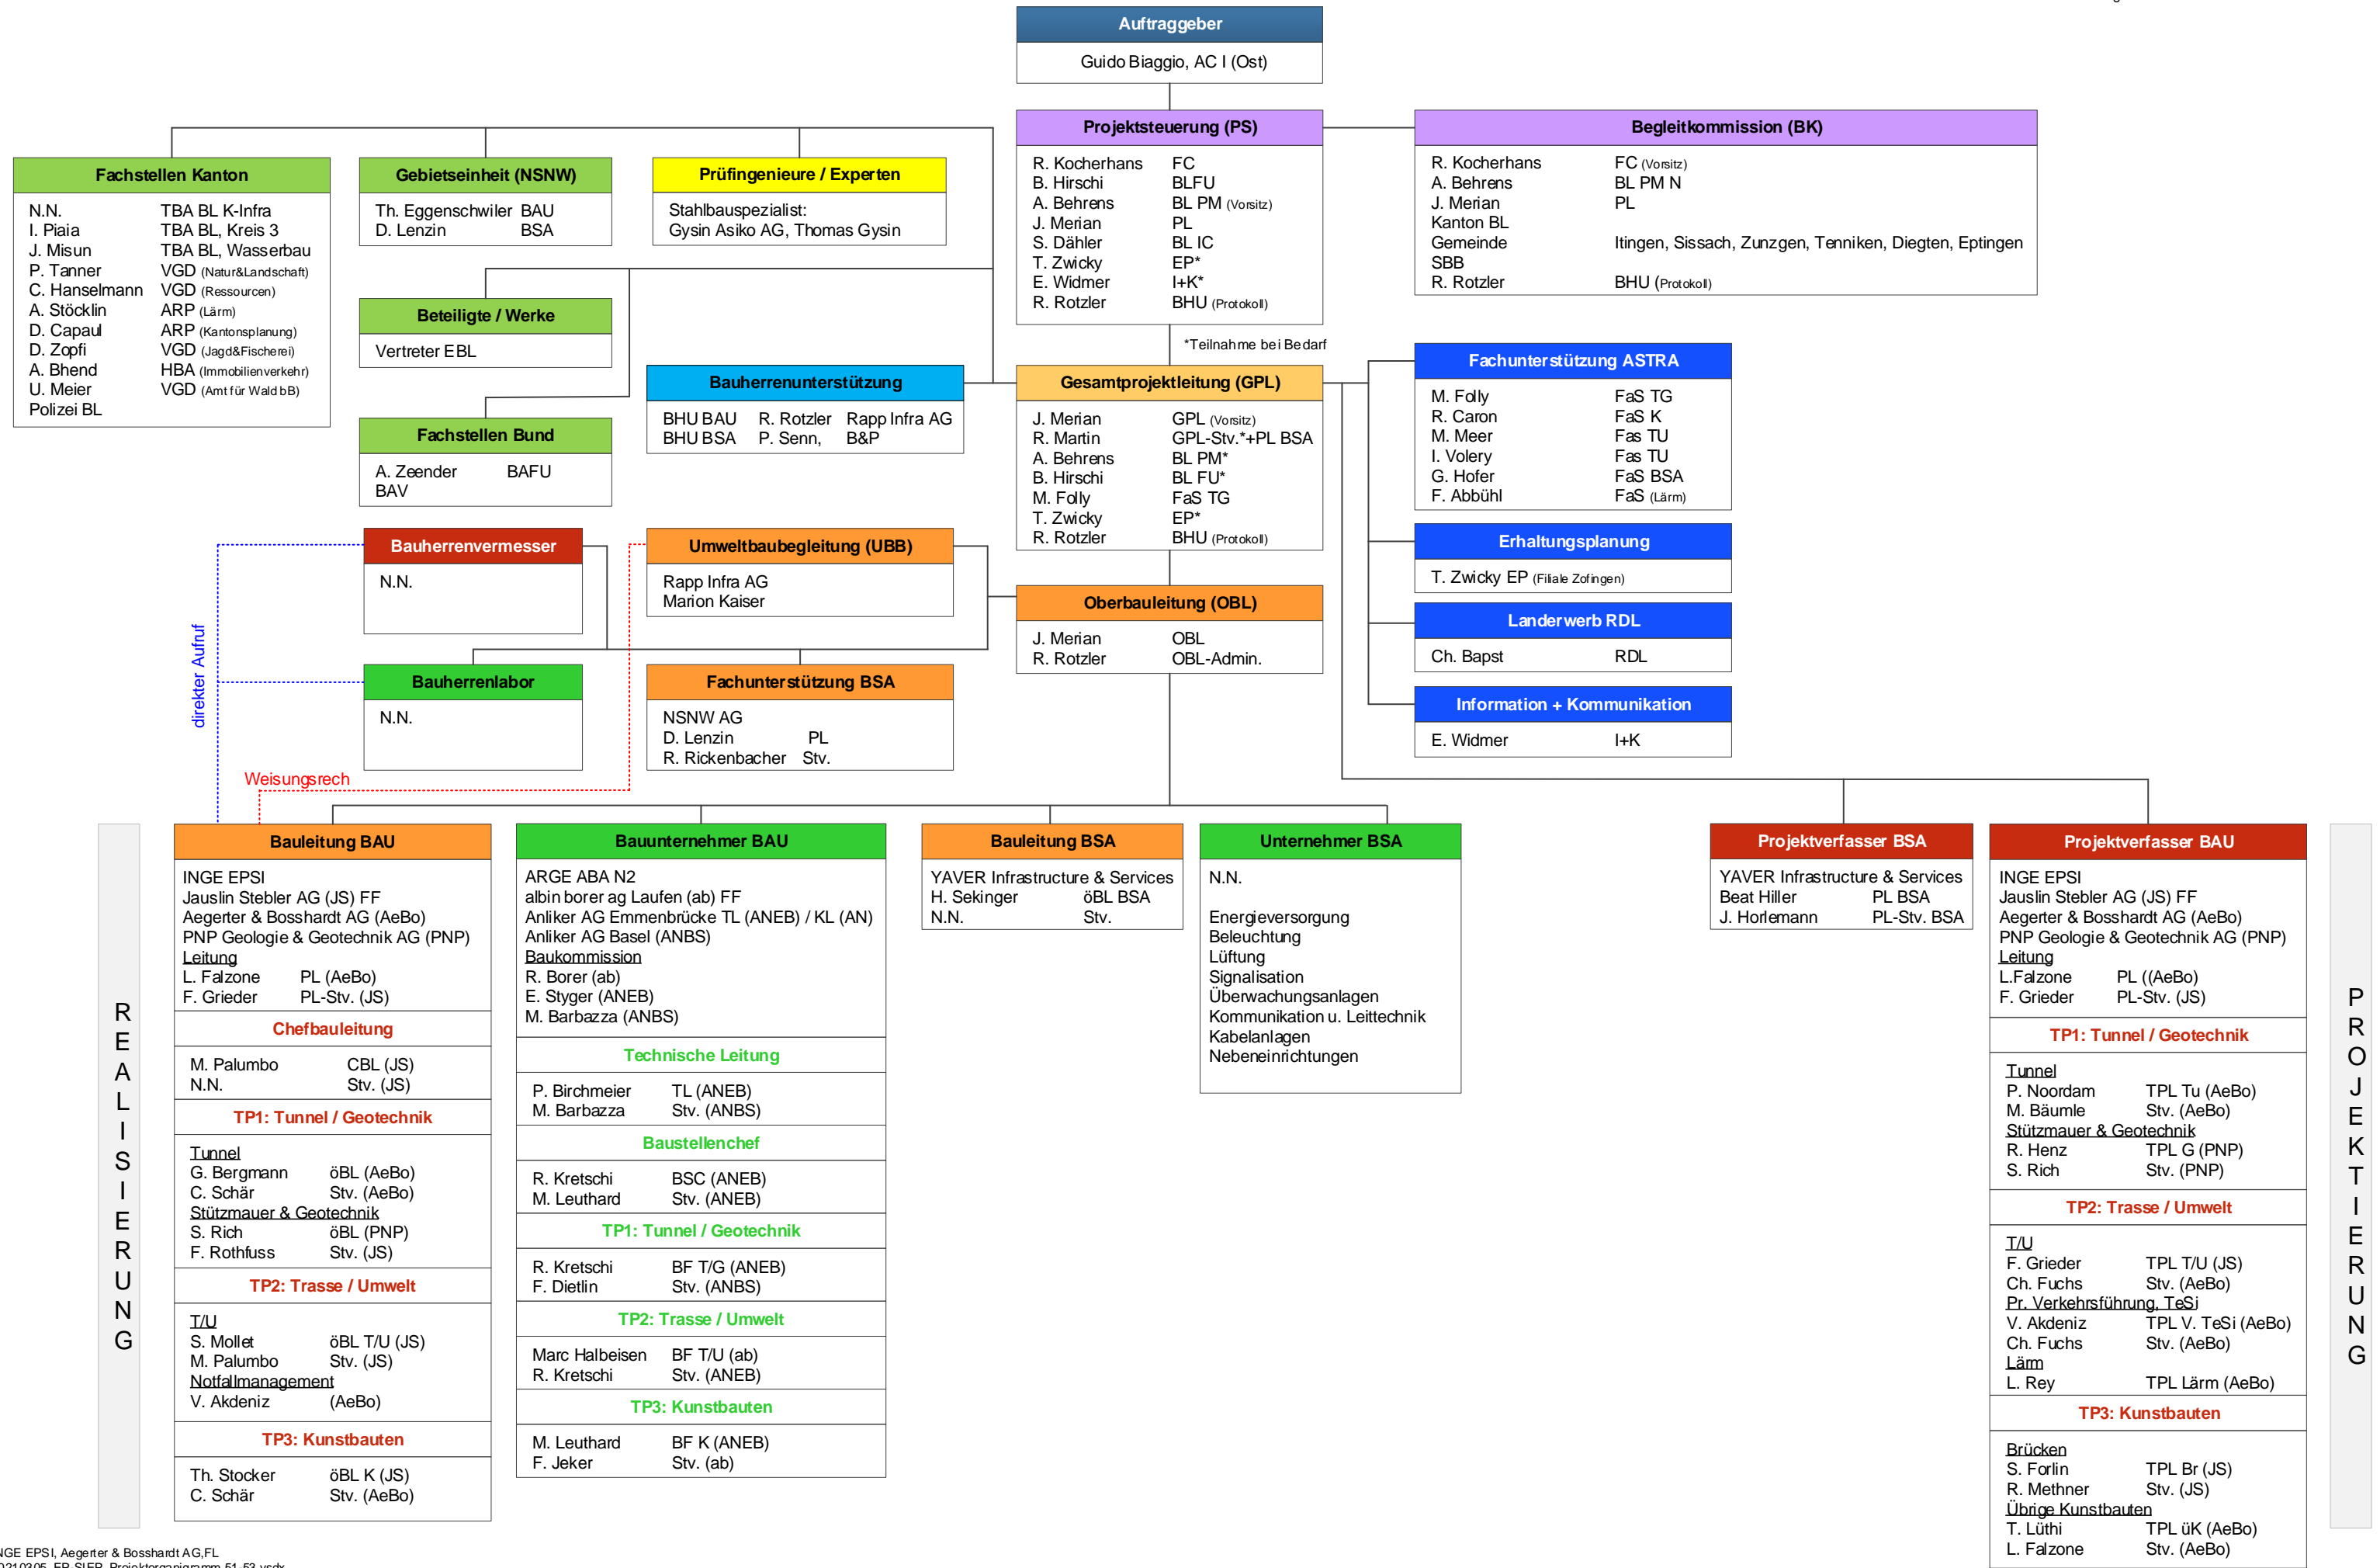 Auftraggeber
Guido Biaggio, AC I (Ost)
Projektsteuerung (PS)
R. Kocherhans FC
B. Hirschi BLFU
A. Behrens BL PM (Vorsitz)
J. Merian PL
S. Dähler BL IC
T. Zwicky EP*
E. Widmer I+K*
R. Rotzler BHU (Protokoll)
*Teilnahme bei Bedarf
Begleitkommission (BK)
R. Kocherhans FC (Vorsitz)
A. Behrens BL PM N
J. Merian PL
Kanton BL
Gemeinde Itingen, Sissach, Zunzgen, Tenniken, Diegten, Eptingen
SBB
R. Rotzler BHU (Protokoll)
Fachstellen Kanton
N.N. TBA BL K-Infra
I. Piaia TBA BL, Kreis 3
J. Misun TBA BL, Wasserbau
P. Tanner VGD (Natur&Landschaft)
C. Hanselmann VGD (Ressourcen)
A. Stöcklin ARP (Lärm)
D. Capaul ARP (Kantonsplanung)
D. Zopfi VGD (Jagd&Fischerei)
A. Bhend HBA (Immobilienverkehr)
U. Meier VGD (Amt für Wald bB)
Polizei BL
Gebietseinheit (NSNW)
Th. Eggenschwiler BAU
D. Lenzin BSA
Prüfingenieure / Experten
Stahlbauspezialist:
Gysin Asiko AG, Thomas Gysin
Beteiligte / Werke
Vertreter EBL
Fachstellen Bund
A. Zeender BAFU
BAV
Bauherrenunterstützung
BHU BAU R. Rotzler Rapp Infra AG
BHU BSA P. Senn, B&P
Gesamtprojektleitung (GPL)
J. Merian GPL (Vorsitz)
R. Martin GPL-Stv.*+PL BSA
A. Behrens BL PM*
B. Hirschi BL FU*
M. Folly FaS TG
T. Zwicky EP*
R. Rotzler BHU (Protokoll)
Fachunterstützung ASTRA
M. Folly FaS TG
R. Caron FaS K
M. Meer Fas TU
I. Volery Fas TU
G. Hofer FaS BSA
F. Abbühl FaS (Lärm)
Erhaltungsplanung
T. Zwicky EP (Filiale Zofingen)
Landerwerb RDL
Ch. Bapst RDL
Information + Kommunikation
E. Widmer I+K
Bauherrenvermesser
N.N.
Umweltbaubegleitung (UBB)
Rapp Infra AG
Marion Kaiser
Oberbauleitung (OBL)
J. Merian OBL
R. Rotzler OBL-Admin.
Bauherrenlabor
N.N.
Fachunterstützung BSA
NSNW AG
D. Lenzin PL
R. Rickenbacher Stv.
direkter Aufruf
Weisungsrech
REALISIERUNG
Bauleitung BAU
INGE EPSI
Jauslin Stebler AG (JS) FF
Aegerter & Bosshardt AG (AeBo)
PNP Geologie & Geotechnik AG (PNP)
Leitung
L. Falzone PL (AeBo)
F. Grieder PL-Stv. (JS)
Chefbauleitung
M. Palumbo CBL (JS)
N.N. Stv. (JS)
TP1: Tunnel / Geotechnik
Tunnel
G. Bergmann öBL (AeBo)
C. Schär Stv. (AeBo)
Stützmauer & Geotechnik
S. Rich öBL (PNP)
F. Rothfuss Stv. (JS)
TP2: Trasse / Umwelt
T/U
S. Mollet öBL T/U (JS)
M. Palumbo Stv. (JS)
Notfallmanagement
V. Akdeniz (AeBo)
TP3: Kunstbauten
Th. Stocker öBL K (JS)
C. Schär Stv. (AeBo)
Bauunternehmer BAU
ARGE ABA N2
albin borer ag Laufen (ab) FF
Anliker AG Emmenbrücke TL (ANEB) / KL (AN)
Anliker AG Basel (ANBS)
Baukommission
R. Borer (ab)
E. Styger (ANEB)
M. Barbazza (ANBS)
Technische Leitung
P. Birchmeier TL (ANEB)
M. Barbazza Stv. (ANBS)
Baustellenchef
R. Kretschi BSC (ANEB)
M. Leuthard Stv. (ANEB)
TP1: Tunnel / Geotechnik
R. Kretschi BF T/G (ANEB)
F. Dietlin Stv. (ANBS)
TP2: Trasse / Umwelt
Marc Halbeisen BF T/U (ab)
R. Kretschi Stv. (ANEB)
TP3: Kunstbauten
M. Leuthard BF K (ANEB)
F. Jeker Stv. (ab)
Bauleitung BSA
YAVER Infrastructure & Services
H. Sekinger öBL BSA
N.N. Stv.
Unternehmer BSA
N.N.
Energieversorgung
Beleuchtung
Lüftung
Signalisation
Überwachungsanlagen
Kommunikation u. Leittechnik
Kabelanlagen
Nebeneinrichtungen
Projektverfasser BSA
YAVER Infrastructure & Services
Beat Hiller PL BSA
J. Horlemann PL-Stv. BSA
Projektverfasser BAU
INGE EPSI
Jauslin Stebler AG (JS) FF
Aegerter & Bosshardt AG (AeBo)
PNP Geologie & Geotechnik AG (PNP)
Leitung
L.Falzone PL ((AeBo)
F. Grieder PL-Stv. (JS)
TP1: Tunnel / Geotechnik
Tunnel
P. Noordam TPL Tu (AeBo)
M. Bäumle Stv. (AeBo)
Stützmauer & Geotechnik
R. Henz TPL G (PNP)
S. Rich Stv. (PNP)
TP2: Trasse / Umwelt
T/U
F. Grieder TPL T/U (JS)
Ch. Fuchs Stv. (AeBo)
Pr. Verkehrsführung, TeSi
V. Akdeniz TPL V. TeSi (AeBo)
Ch. Fuchs Stv. (AeBo)
Lärm
L. Rey TPL Lärm (AeBo)
TP3: Kunstbauten
Brücken
S. Forlin TPL Br (JS)
R. Methner Stv. (JS)
Übrige Kunstbauten
T. Lüthi TPL üK (AeBo)
L. Falzone Stv. (AeBo)
PROJEKTIERUNG
NGE EPSI, Aegerter & Bosshardt AG,FL